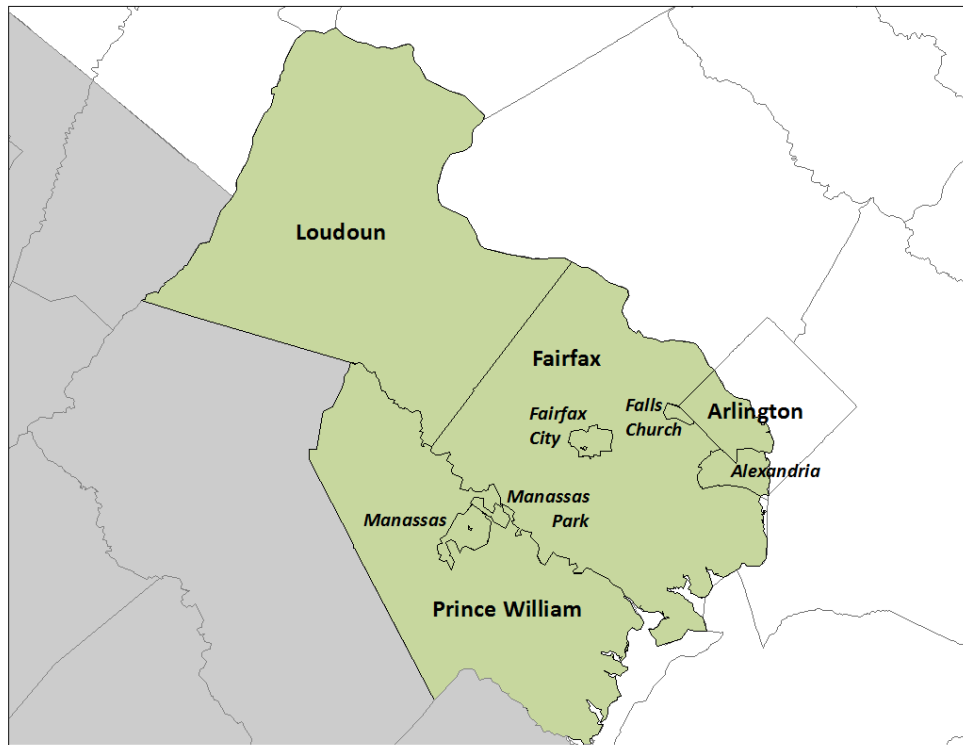 Loudoun
Fairfax
Fairfax
City
Falls
Church
Arlington
Alexandria
Manassas
Manassas
Park
Prince William